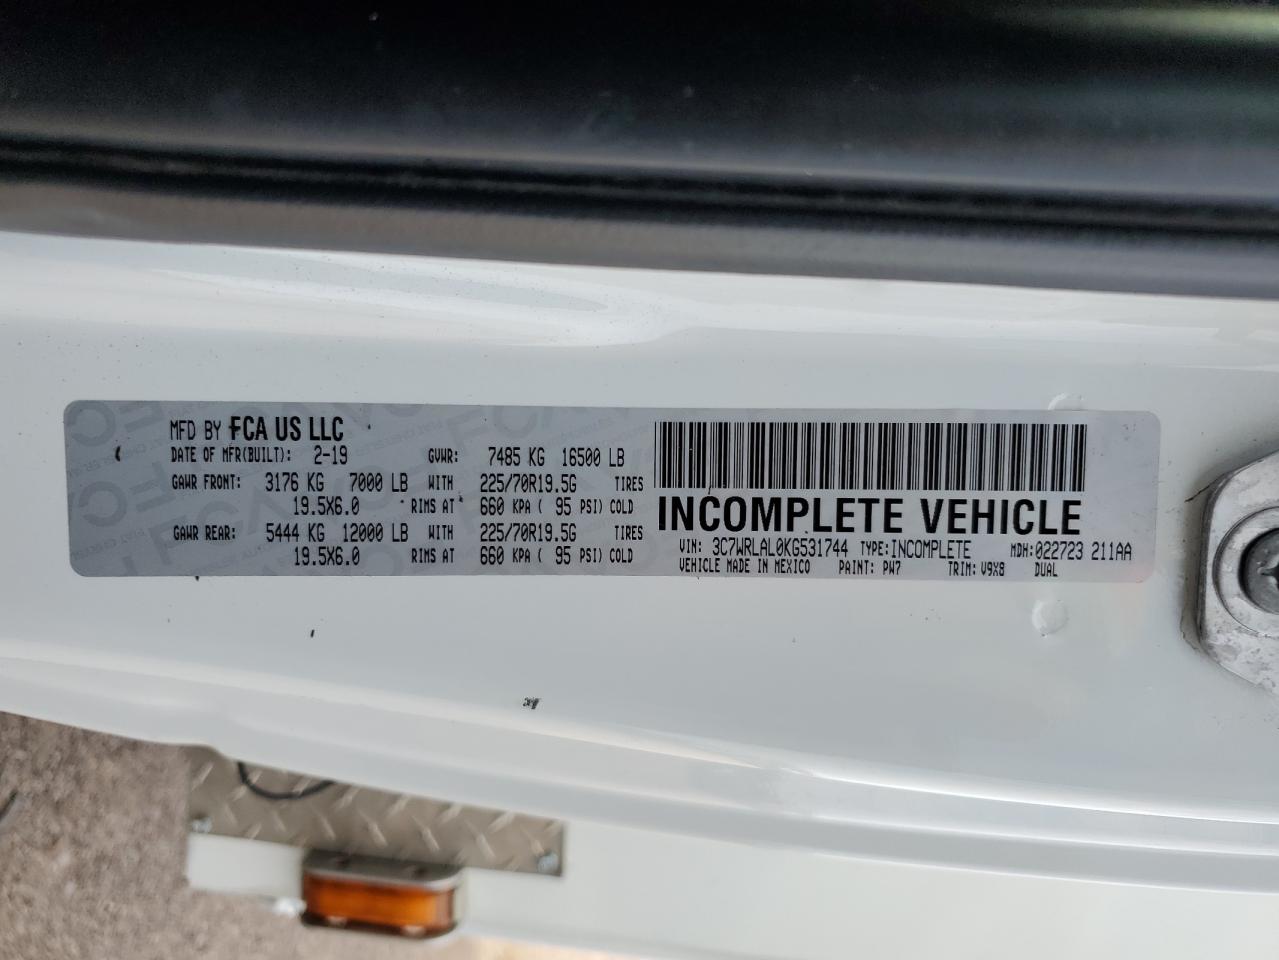 MFD BY FCA US LLC
DATE OF MFR(BUILT): 2-19 GVWR: 7485 KG 16500 LB
GAWR FRONT: 3176 KG 7000 LB WITH 225/70R19.5G TIRES
19.5X6.0 RIMS AT 660 KPA ( 95 PSI) COLD
GAWR REAR: 5444 KG 12000 LB WITH 225/70R19.5G TIRES
19.5X6.0 RIMS AT 660 KPA ( 95 PSI) COLD
INCOMPLETE VEHICLE
VIN: 3C7WRLAL0KG531744 TYPE: INCOMPLETE MDH: 022723 211AA
VEHICLE MADE IN MEXICO PAINT: PW7 TRIM: V9X8 DUAL